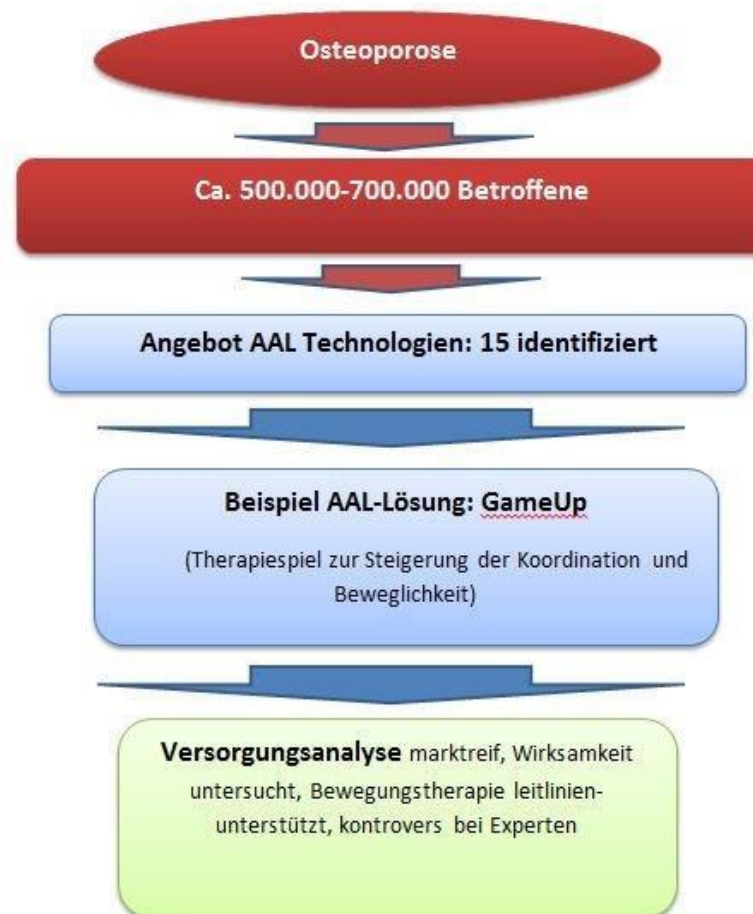 Osteoporose
Ca. 500.000-700.000 Betroffene
Angebot AAL Technologien: 15 identifiziert
Beispiel AAL-Lösung: GameUp
(Therapiespiel zur Steigerung der Koordination und
Beweglichkeit)
Versorgungsanalyse marktreif, Wirksamkeit
untersucht, Bewegungstherapie leitlinien-
unterstützt, kontrovers bei Experten